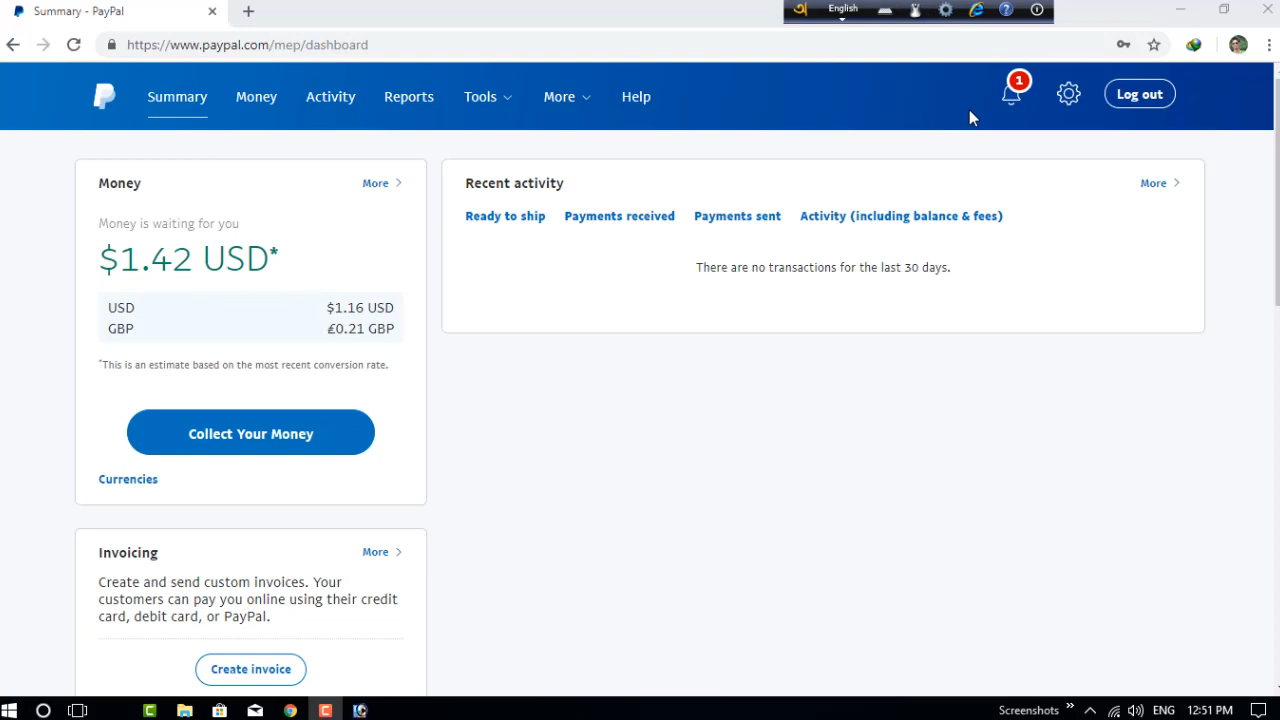 Summary - PayPal
English
https://www.paypal.com/mep/dashboard
Summary
Money
Activity
Reports
Tools
More
Help
1
Log out
Money
More
Money is waiting for you
$1.42 USD*
USD $1.16 USD
GBP £0.21 GBP
*This is an estimate based on the most recent conversion rate.
Collect Your Money
Currencies
Recent activity
More
Ready to ship
Payments received
Payments sent
Activity (including balance & fees)
There are no transactions for the last 30 days.
Invoicing
More
Create and send custom invoices. Your
customers can pay you online using their credit
card, debit card, or PayPal.
Create invoice
Screenshots
ENG
12:51 PM